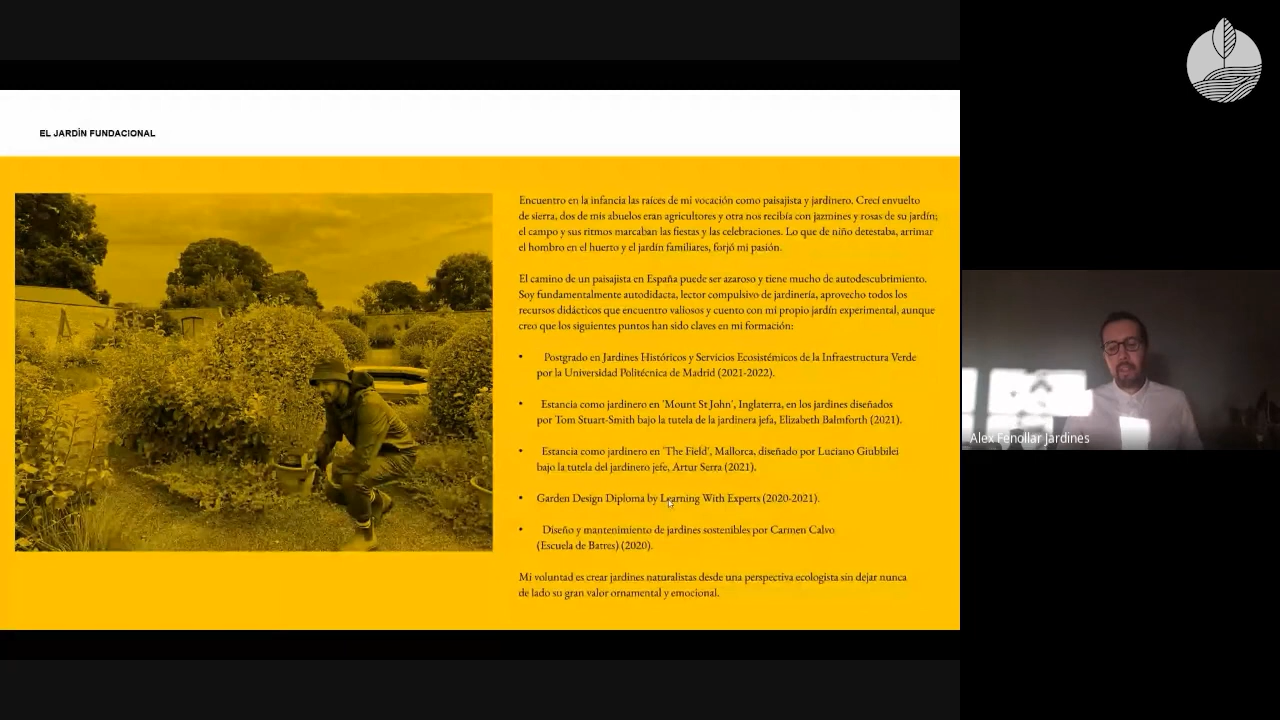 EL JARDÍN FUNDACIONAL
Encuentro en la infancia las raíces de mi vocación como paisajista y jardinero. Crecí envuelto
de sierra, dos de mis abuelos eran agricultores y otra nos recibía con jazmines y rosas de su jardín;
el campo y sus ritmos marcaban las fiestas y las celebraciones. Lo que de niño detestaba, arrimar
el hombro en el huerto y el jardín familiares, forjó mi pasión.
El camino de un paisajista en España puede ser azaroso y tiene mucho de autodescubrimiento.
Soy fundamentalmente autodidacta, lector compulsivo de jardinería, aprovecho todos los
recursos didácticos que encuentro valiosos y cuento con mi propio jardín experimental, aunque
creo que los siguientes puntos han sido claves en mi formación:
• Postgrado en Jardines Históricos y Servicios Ecosistémicos de la Infraestructura Verde
por la Universidad Politécnica de Madrid (2021-2022).
• Estancia como jardinero en 'Mount St John', Inglaterra, en los jardines diseñados
por Tom Stuart-Smith bajo la tutela de la jardinera jefa, Elizabeth Balmforth (2021).
• Estancia como jardinero en 'The Field', Mallorca, diseñado por Luciano Giubbilei
bajo la tutela del jardinero jefe, Artur Serra (2021).
• Garden Design Diploma by Learning With Experts (2020-2021).
• Diseño y mantenimiento de jardines sostenibles por Carmen Calvo
(Escuela de Batres) (2020).
Mi voluntad es crear jardines naturalistas desde una perspectiva ecologista sin dejar nunca
de lado su gran valor ornamental y emocional.
Alex Fenollar Jardines